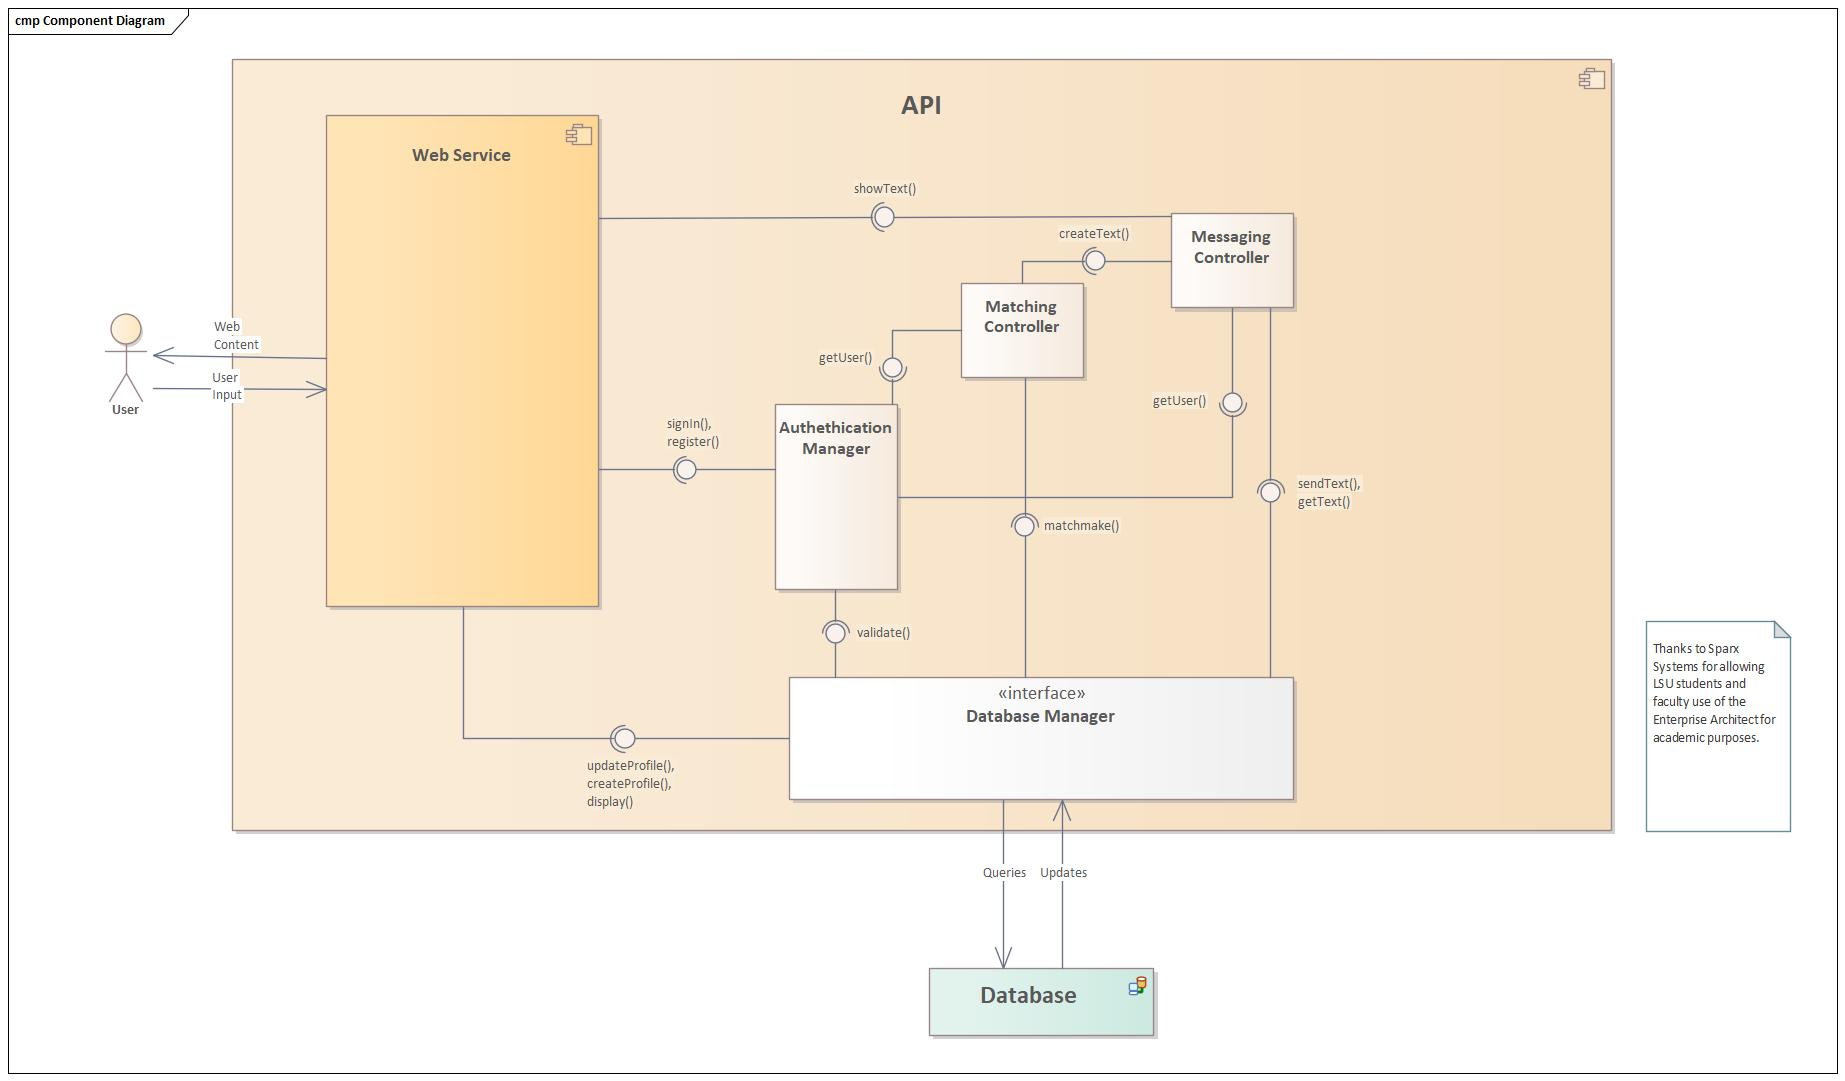 cmp Component Diagram
API
Web Service
showText()
createText()
Messaging
Controller
Matching
Controller
Web
Content
User
Input
User
getUser()
getUser()
signIn(),
register()
Authethication
Manager
sendText(),
getText()
matchmake()
validate()
«interface»
Database Manager
updateProfile(),
createProfile(),
display()
Thanks to Sparx
Systems for allowing
LSU students and
faculty use of the
Enterprise Architect for
academic purposes.
Queries
Updates
Database